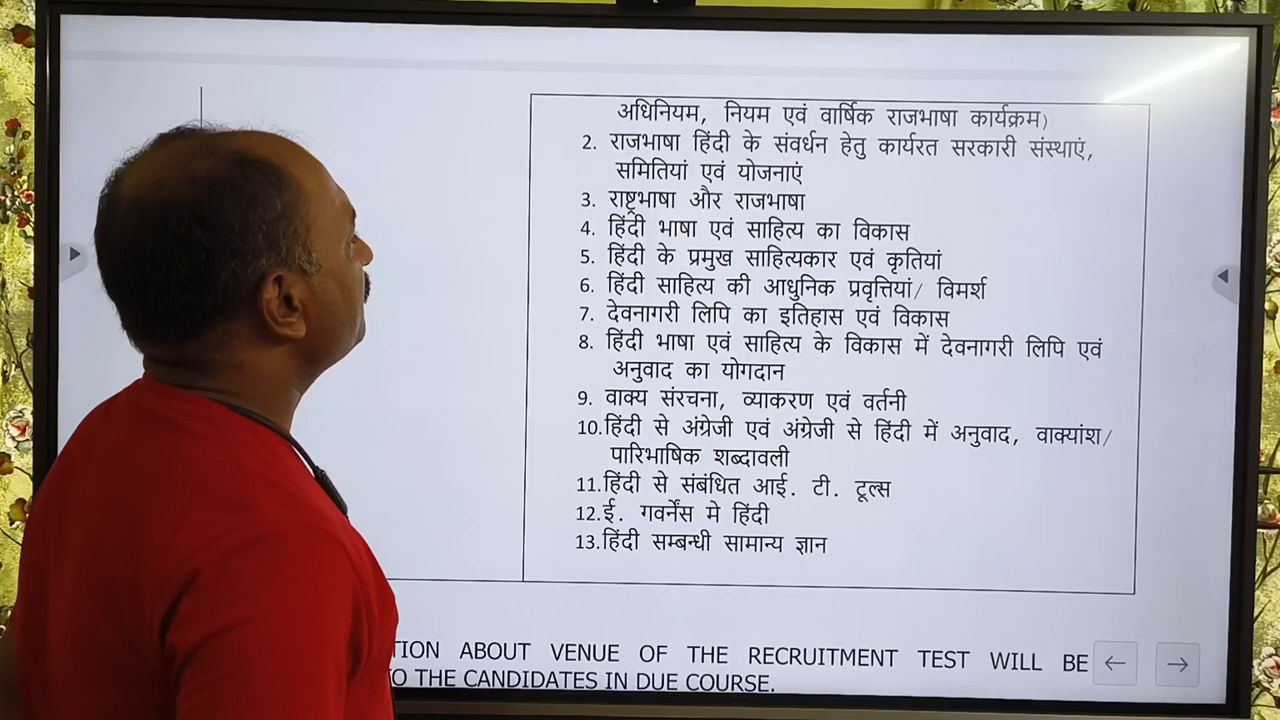 अधिनियम, नियम एवं वार्षिक राजभाषा कार्यक्रम)
2. राजभाषा हिंदी के संवर्धन हेतु कार्यरत सरकारी संस्थाएं,
समितियां एवं योजनाएं
3. राष्ट्रभाषा और राजभाषा
4. हिंदी भाषा एवं साहित्य का विकास
5. हिंदी के प्रमुख साहित्यकार एवं कृतियां
6. हिंदी साहित्य की आधुनिक प्रवृत्तियां/ विमर्श
7. देवनागरी लिपि का इतिहास एवं विकास
8. हिंदी भाषा एवं साहित्य के विकास में देवनागरी लिपि एवं
अनुवाद का योगदान
9. वाक्य संरचना, व्याकरण एवं वर्तनी
10.हिंदी से अंग्रेजी एवं अंग्रेजी से हिंदी में अनुवाद, वाक्यांश/
पारिभाषिक शब्दावली
11.हिंदी से संबंधित आई. टी. टूल्स
12.ई. गवर्नेंस मे हिंदी
13.हिंदी सम्बन्धी सामान्य ज्ञान
TION ABOUT VENUE OF THE RECRUITMENT TEST WILL BE
O THE CANDIDATES IN DUE COURSE.